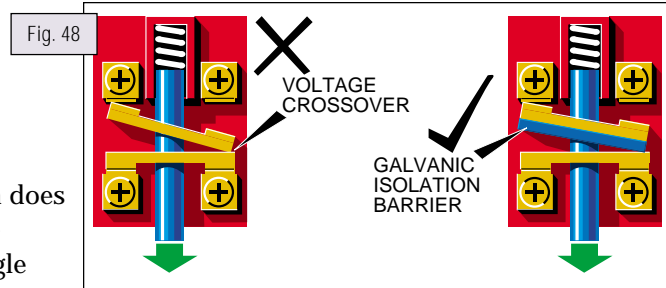 Fig. 48
VOLTAGE
CROSSOVER
GALVANIC
ISOLATION
BARRIER
does
gle